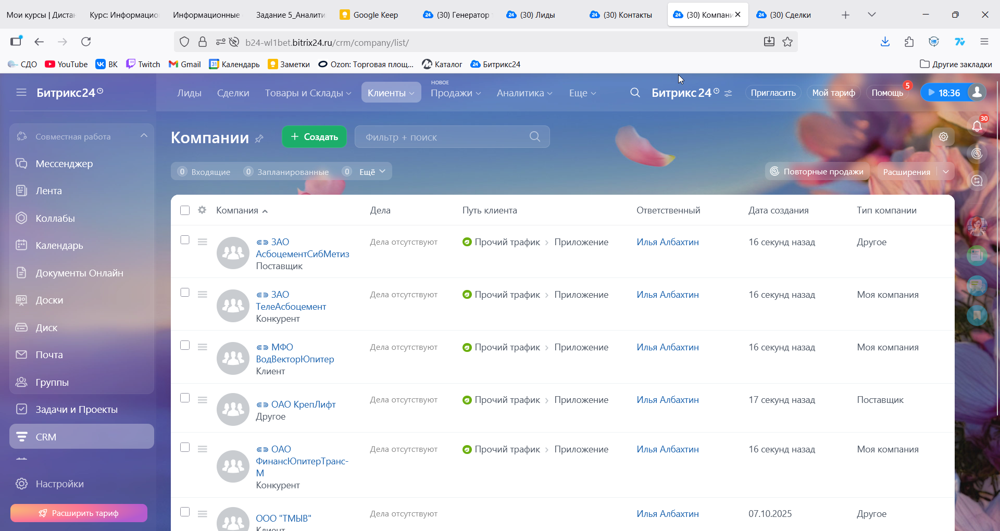 Мои курсы | Диста
Курс: Информацио
Информационные
Задание 5_Аналити
Google Keep
(30) Генератор
(30) Лиды
(30) Контакты
(30) Компани
(30) Сделки
b24-wl1bet.bitrix24.ru/crm/company/list/
СДО
YouTube
ВК
Twitch
Gmail
31 Календарь
Заметки
Ozon: Торговая площ...
Каталог
24 Битрикс24
Другие закладки
Битрикс24
Лиды
Сделки
Товары и Склады
Клиенты
НОВОЕ
Продажи
Аналитика
Еще
Битрикс 24
Пригласить
Мой тариф
Помощь
5
18:36
Совместная работа
Мессенджер
Лента
Коллабы
Календарь
Документы Онлайн
Доски
Диск
Почта
Группы
Задачи и Проекты
CRM
Настройки
Расширить тариф
Компании
+ Создать
Фильтр + поиск
30
0 Входящие
0 Запланированные
0 Ещё
Повторные продажи
Расширения
Компания
Дела
Путь клиента
Ответственный
Дата создания
Тип компании
ЗАО
АсбоцементСибМетиз
Поставщик
Дела отсутствуют
Прочий трафик > Приложение
Илья Албахтин
16 секунд назад
Другое
ЗАО
ТелеАсбоцемент
Конкурент
Дела отсутствуют
Прочий трафик > Приложение
Илья Албахтин
16 секунд назад
Моя компания
МФО
ВодВекторЮпитер
Клиент
Дела отсутствуют
Прочий трафик > Приложение
Илья Албахтин
16 секунд назад
Моя компания
ОАО КрепЛифт
Другое
Дела отсутствуют
Прочий трафик > Приложение
Илья Албахтин
17 секунд назад
Поставщик
ОАО
ФинансЮпитерТранс-
М
Конкурент
Дела отсутствуют
Прочий трафик > Приложение
Илья Албахтин
16 секунд назад
Моя компания
ООО "ТМЫВ"
Клиент
Дела отсутствуют
Илья Албахтин
07.10.2025
Другое